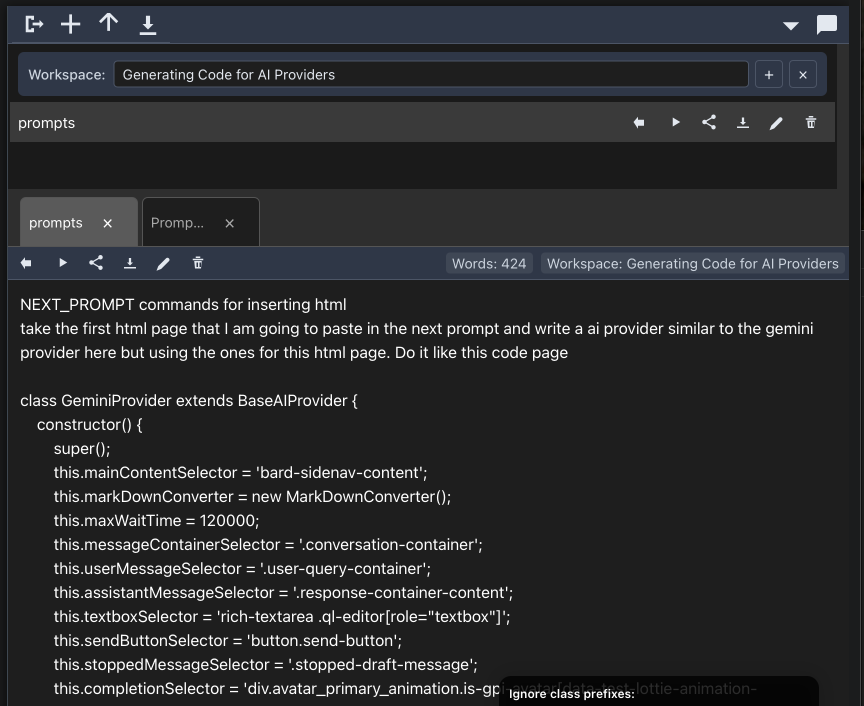 Workspace: Generating Code for AI Providers + ×
prompts
prompts × Promp... ×
Words: 424 Workspace: Generating Code for AI Providers
NEXT_PROMPT commands for inserting html
take the first html page that I am going to paste in the next prompt and write a ai provider similar to the gemini
provider here but using the ones for this html page. Do it like this code page
class GeminiProvider extends BaseAIProvider {
constructor() {
super();
this.mainContentSelector = 'bard-sidenav-content';
this.markDownConverter = new MarkDownConverter();
this.maxWaitTime = 120000;
this.messageContainerSelector = '.conversation-container';
this.userMessageSelector = '.user-query-container';
this.assistantMessageSelector = '.response-container-content';
this.textboxSelector = 'rich-textarea .ql-editor[role="textbox"]';
this.sendButtonSelector = 'button.send-button';
this.stoppedMessageSelector = '.stopped-draft-message';
this.completionSelector = 'div.avatar_primary_animation.is-gpi-avatar[data-test-lottie-animation-
Ignore class prefixes: